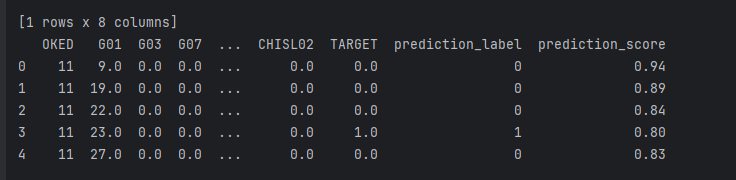 [1 rows x 8 columns]
   OKED   G01  G03  G07  ...  CHISL02  TARGET  prediction_label  prediction_score
0    11   9.0  0.0  0.0  ...      0.0     0.0                 0              0.94
1    11  19.0  0.0  0.0  ...      0.0     0.0                 0              0.89
2    11  22.0  0.0  0.0  ...      0.0     0.0                 0              0.84
3    11  23.0  0.0  0.0  ...      0.0     1.0                 1              0.80
4    11  27.0  0.0  0.0  ...      0.0     0.0                 0              0.83